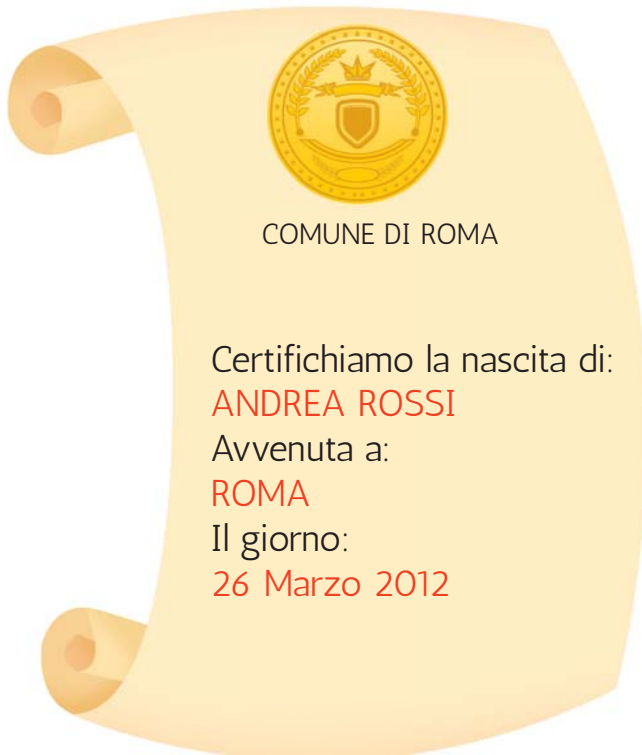 COMUNE DI ROMA
Certifichiamo la nascita di:
ANDREA ROSSI
Avvenuta a:
ROMA
Il giorno:
26 Marzo 2012